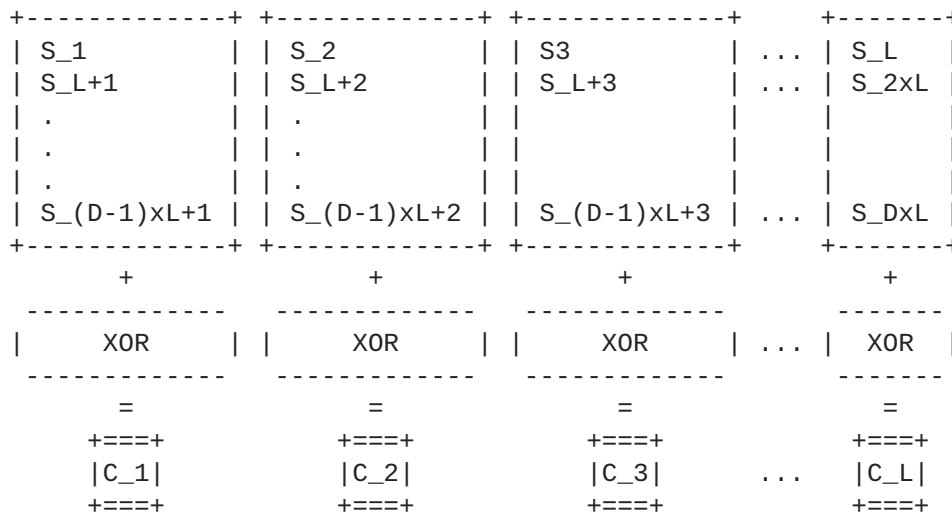 +-------------+ +-------------+ +-------------+     +-------+
| S_1         | | S_2         | | S3          | ... | S_L   |
| S_L+1       | | S_L+2       | | S_L+3       | ... | S_2xL |
| .           | | .           | |             |     |       |
| .           | | .           | |             |     |       |
| .           | | .           | |             |     |       |
| S_(D-1)xL+1 | | S_(D-1)xL+2 | | S_(D-1)xL+3 | ... | S_DxL |
+-------------+ +-------------+ +-------------+     +-------+
       +               +               +                +
 -------------   -------------   -------------       -------
|     XOR     | |     XOR     | |     XOR     | ... |  XOR  |
 -------------   -------------   -------------       -------
       =               =               =                =
     +===+           +===+           +===+            +===+
     |C_1|           |C_2|           |C_3|      ...   |C_L|
     +===+           +===+           +===+            +===+